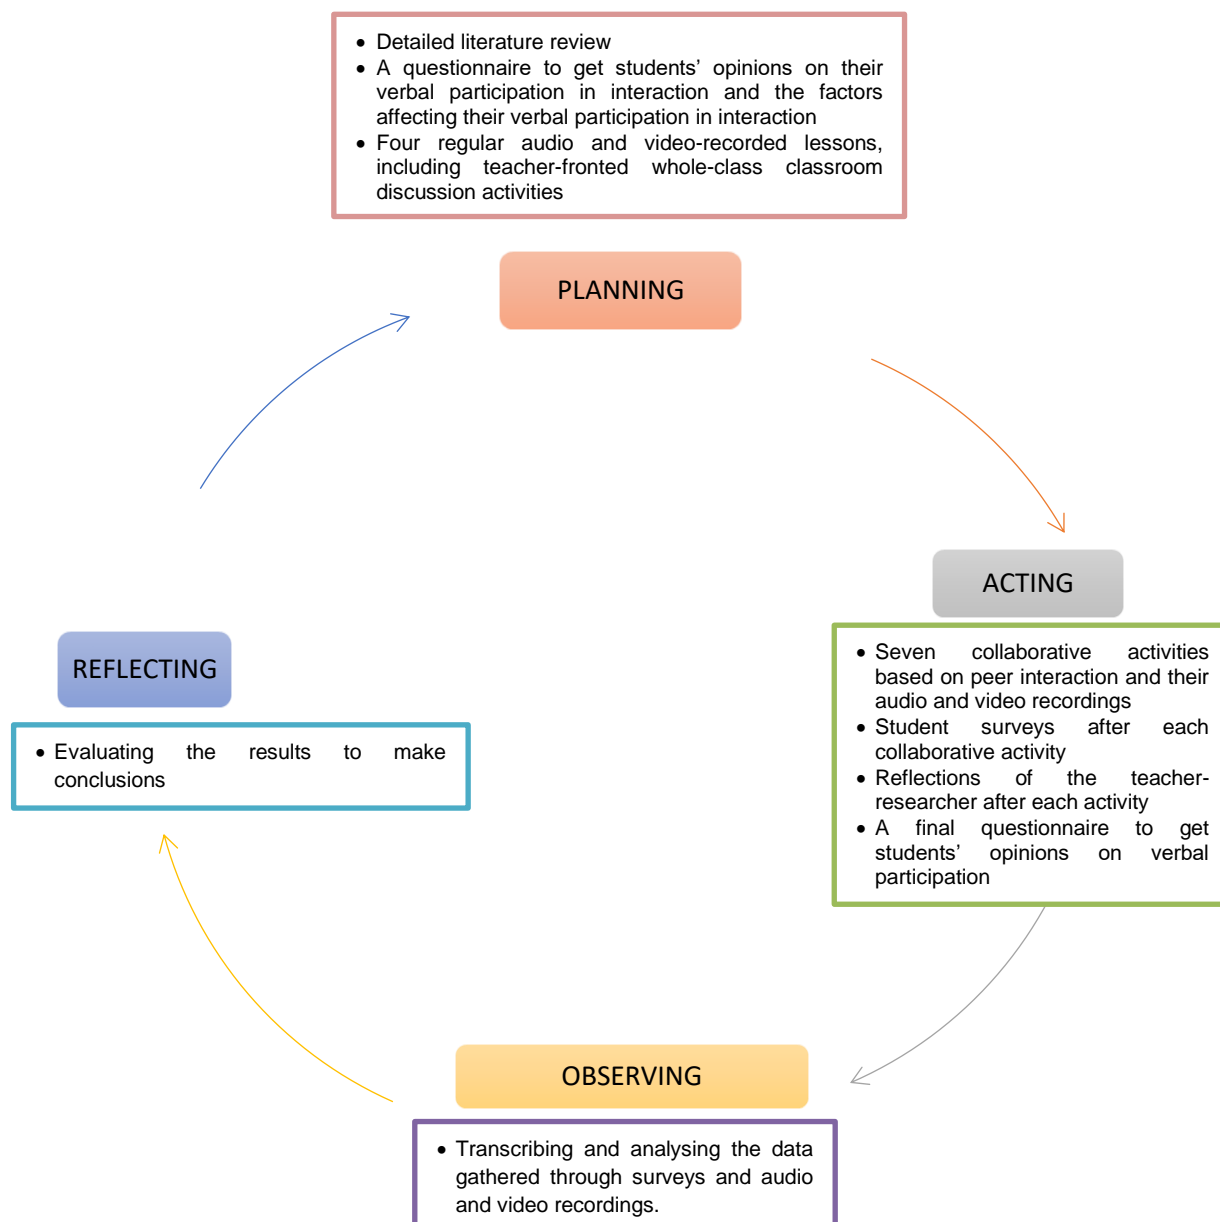 • Detailed literature review
• A questionnaire to get students’ opinions on their
verbal participation in interaction and the factors
affecting their verbal participation in interaction
• Four regular audio and video-recorded lessons,
including teacher-fronted whole-class classroom
discussion activities
PLANNING
ACTING
• Seven collaborative activities
based on peer interaction and their
audio and video recordings
• Student surveys after each
collaborative activity
• Reflections of the teacher-
researcher after each activity
• A final questionnaire to get
students’ opinions on verbal
participation
REFLECTING
• Evaluating the results to make
conclusions
OBSERVING
• Transcribing and analysing the data
gathered through surveys and audio
and video recordings.